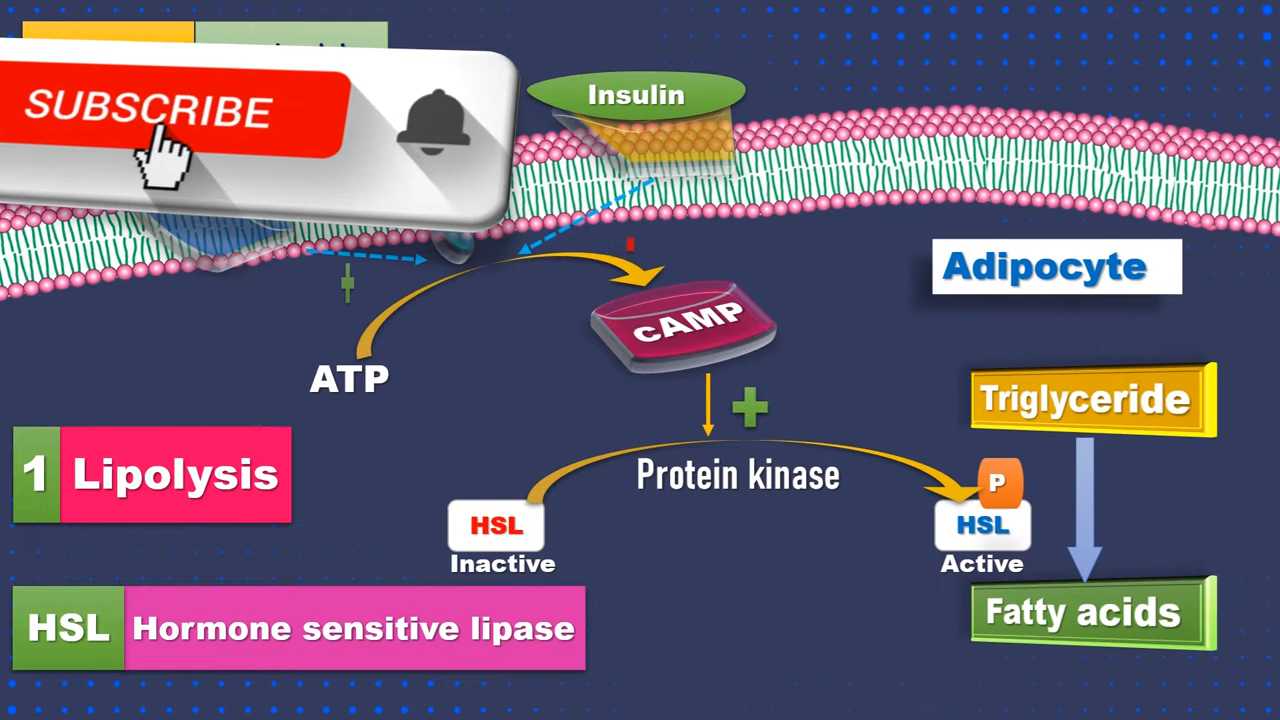 SUBSCRIBE
Insulin
Adipocyte
cAMP
ATP
Triglyceride
1 Lipolysis
Protein kinase
P
HSL
Inactive
HSL
Active
Fatty acids
HSL Hormone sensitive lipase